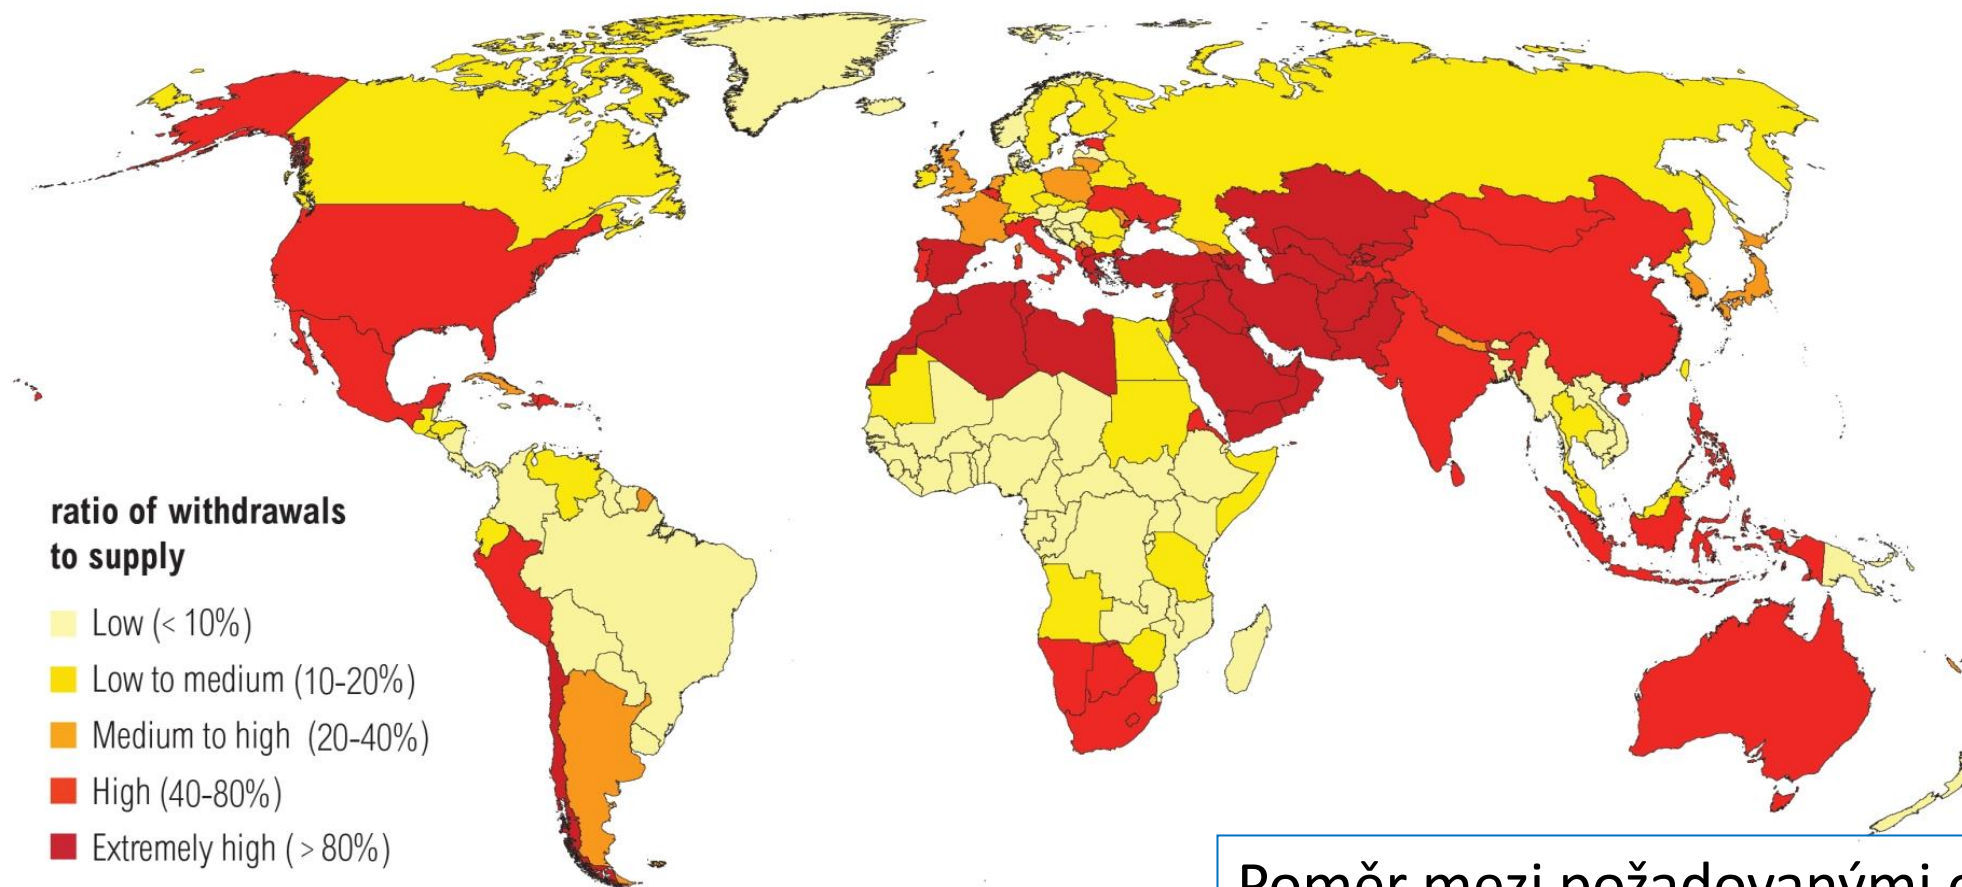 ratio of withdrawals
to supply
Low (< 10%)
Low to medium (10-20%)
Medium to high (20-40%)
High (40-80%)
Extremely high ( > 80%)
Poměr mezi požadovanými